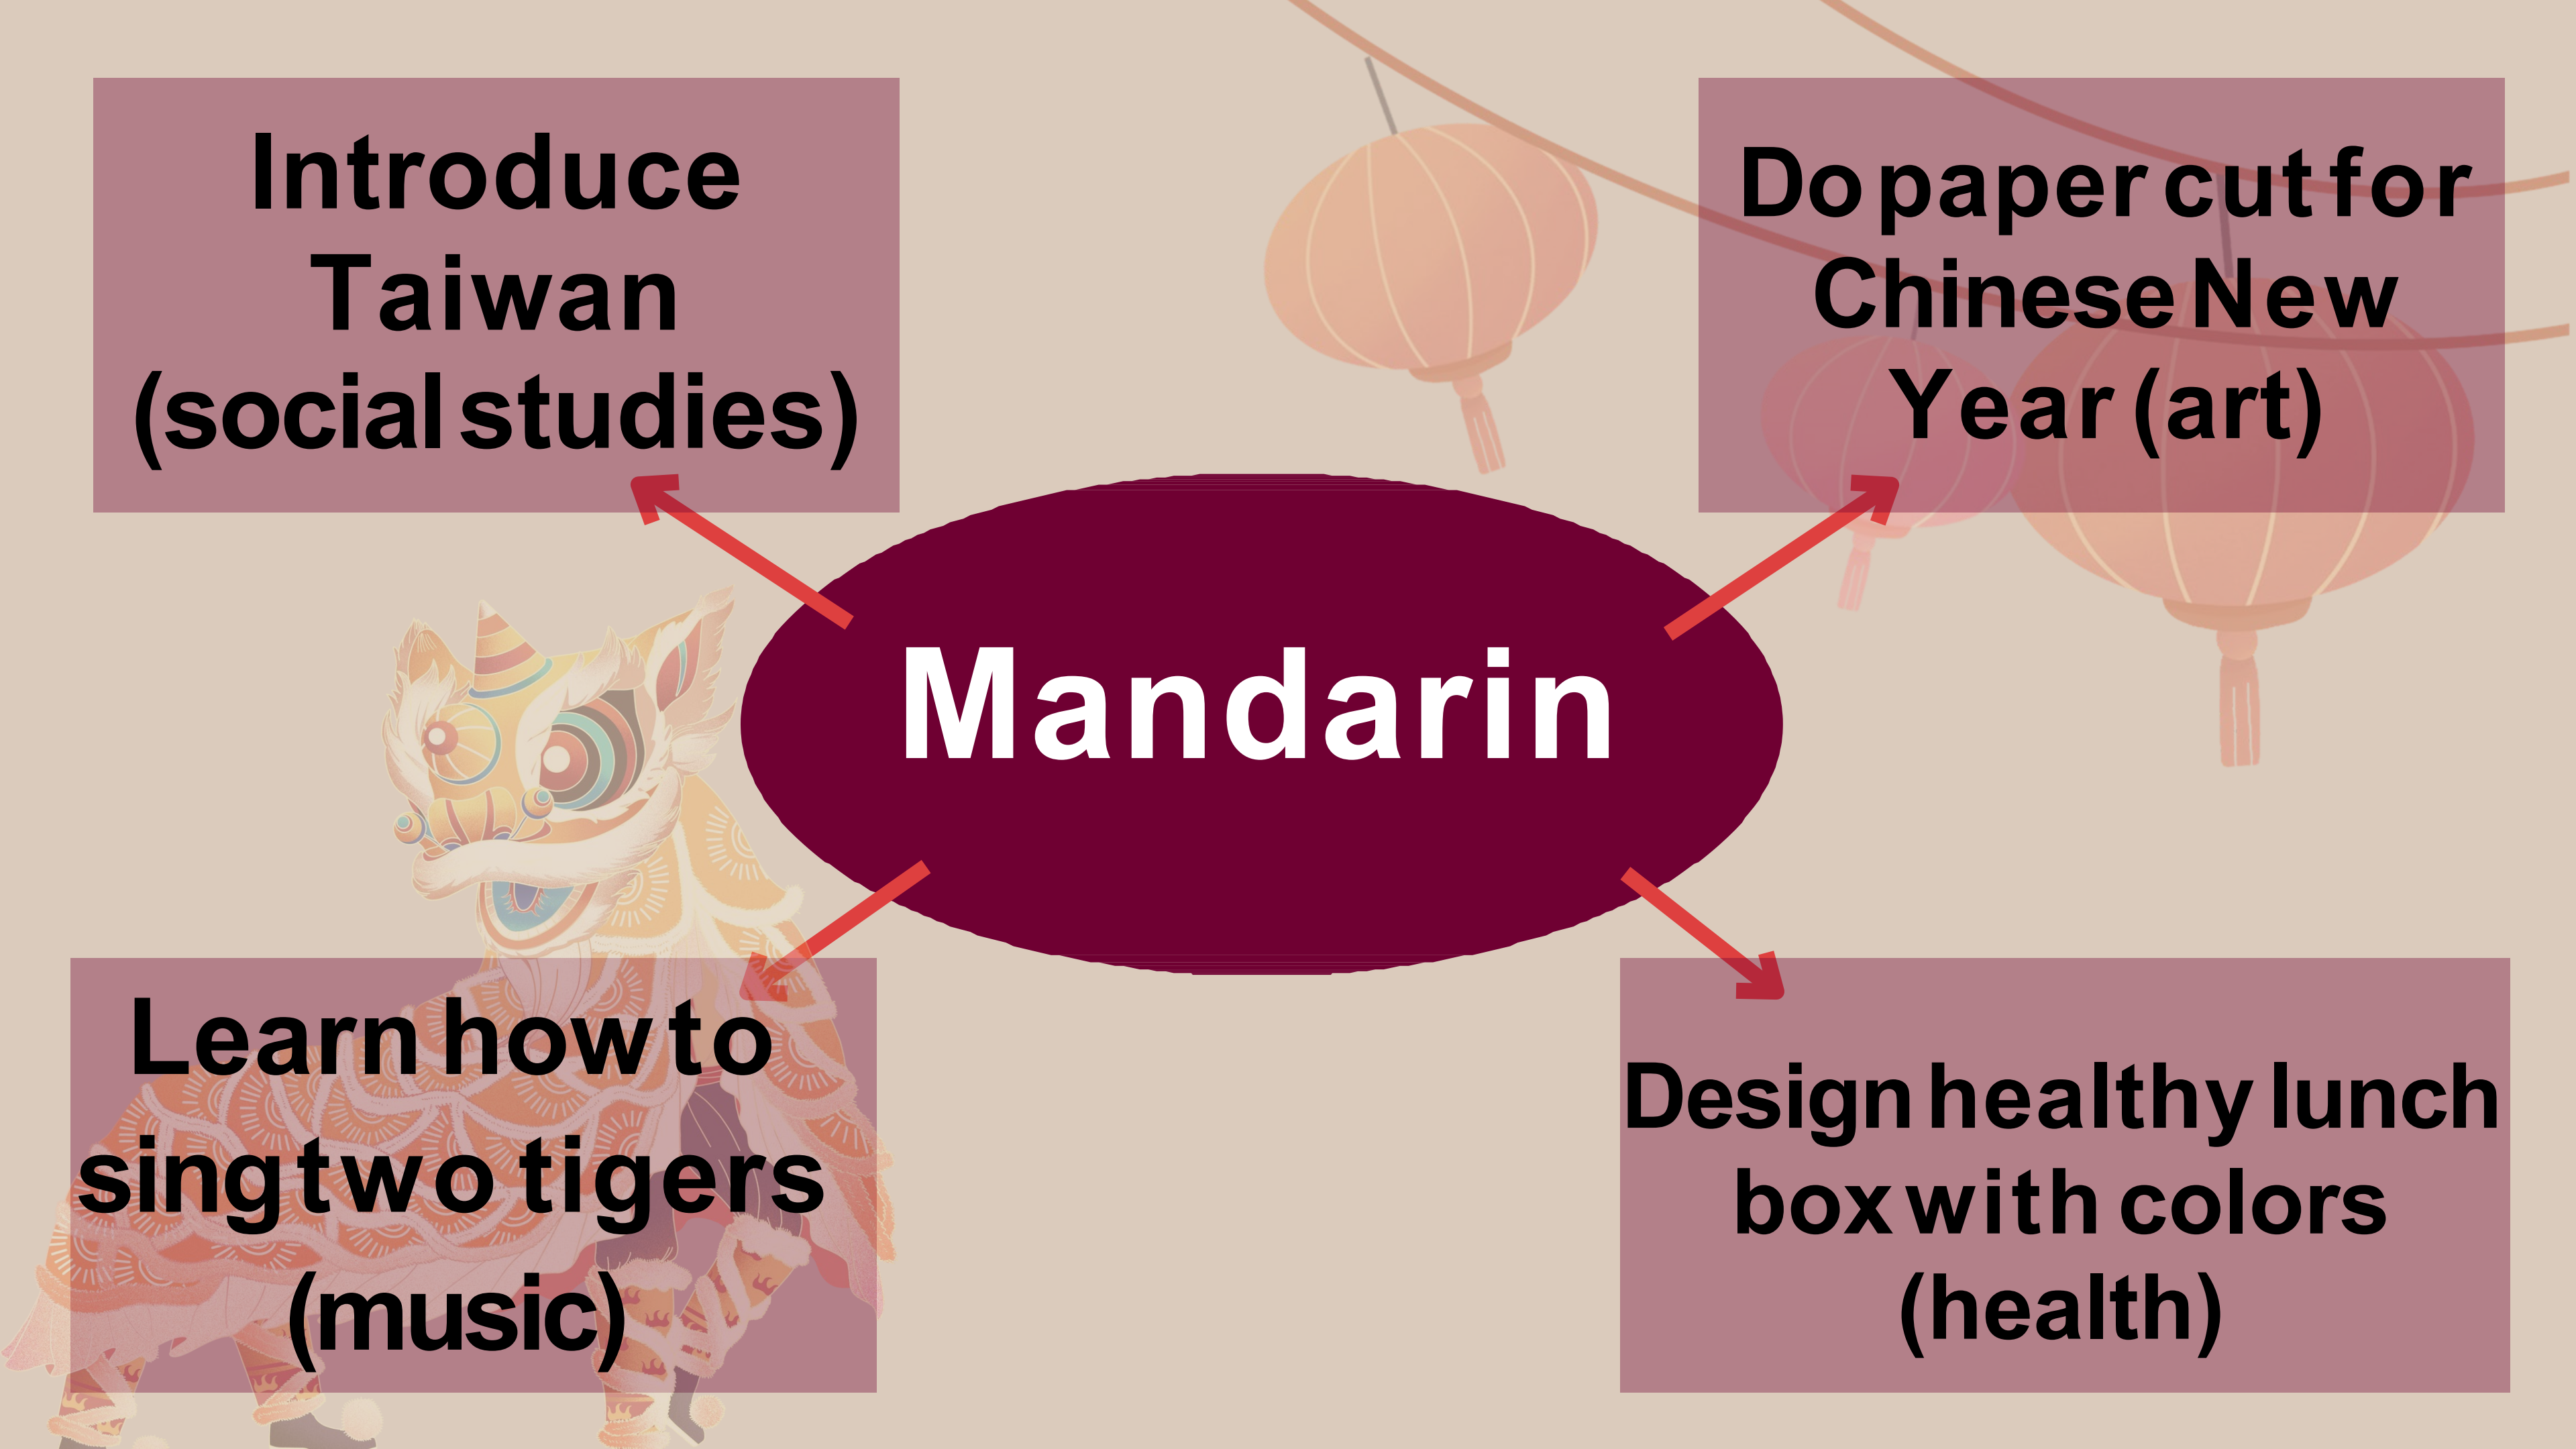 Introduce
Taiwan
(social studies)
Do paper cut for
Chinese New
Year (art)
Mandarin
Learn how to
sing two tigers
(music)
Design healthy lunch
box with colors
(health)